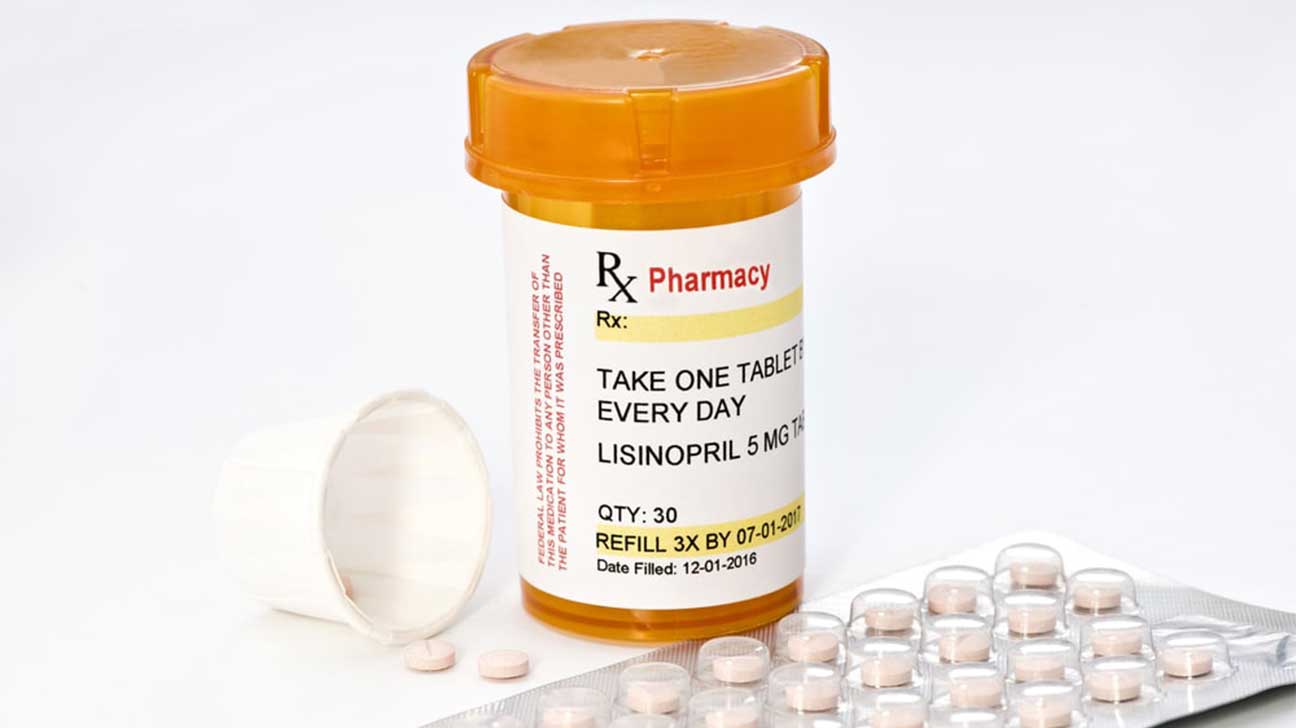 Rx Pharmacy
Rx:
TAKE ONE TABLET
EVERY DAY
LISINOPRIL 5 MG
QTY: 30
REFILL 3X BY 07-01-2017
Date Filled: 12-01-2016
FEDERAL LAW PROHIBITS THE TRANSFER OF
THIS MEDICATION TO ANY PERSON OTHER THAN
THE PATIENT FOR WHOM IT WAS PRESCRIBED